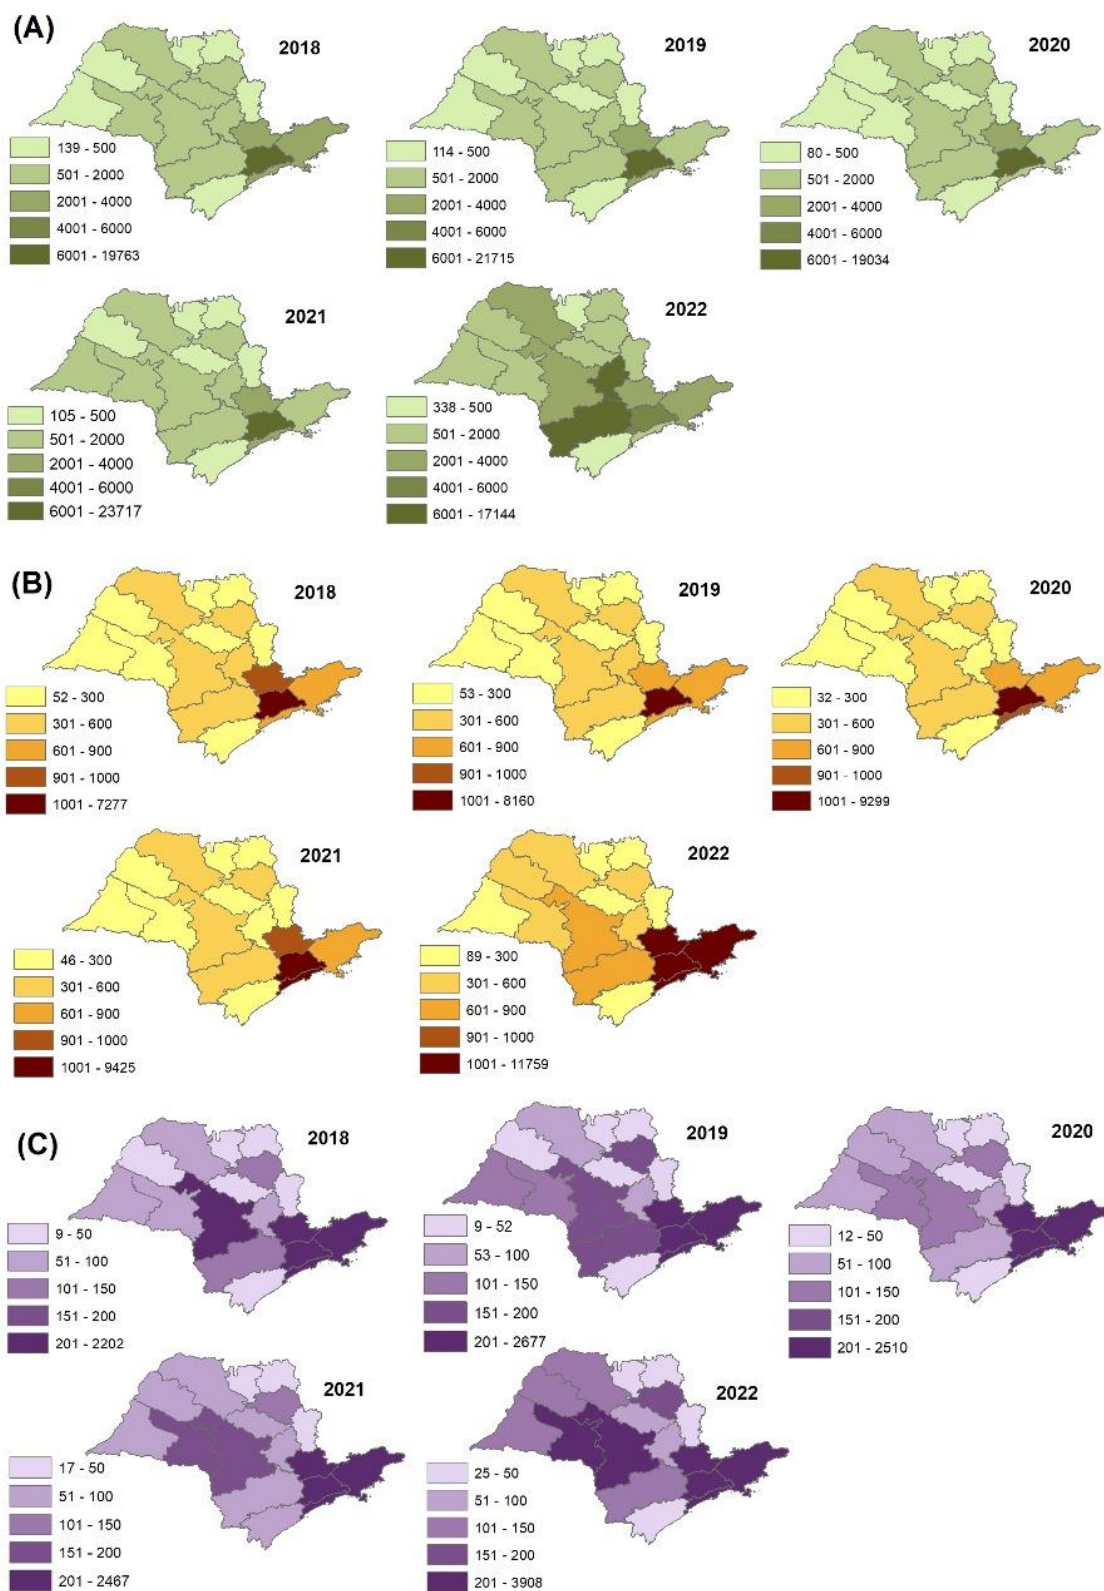 (A)
2018
139 - 500
501 - 2000
2001 - 4000
4001 - 6000
6001 - 19763
2019
114 - 500
501 - 2000
2001 - 4000
4001 - 6000
6001 - 21715
2020
80 - 500
501 - 2000
2001 - 4000
4001 - 6000
6001 - 19034
2021
105 - 500
501 - 2000
2001 - 4000
4001 - 6000
6001 - 23717
2022
338 - 500
501 - 2000
2001 - 4000
4001 - 6000
6001 - 17144
(B)
2018
52 - 300
301 - 600
601 - 900
901 - 1000
1001 - 7277
2019
53 - 300
301 - 600
601 - 900
901 - 1000
1001 - 8160
2020
32 - 300
301 - 600
601 - 900
901 - 1000
1001 - 9299
2021
46 - 300
301 - 600
601 - 900
901 - 1000
1001 - 9425
2022
89 - 300
301 - 600
601 - 900
901 - 1000
1001 - 11759
(C)
2018
9 - 50
51 - 100
101 - 150
151 - 200
201 - 2202
2019
9 - 52
53 - 100
101 - 150
151 - 200
201 - 2677
2020
12 - 50
51 - 100
101 - 150
151 - 200
201 - 2510
2021
17 - 50
51 - 100
101 - 150
151 - 200
201 - 2467
2022
25 - 50
51 - 100
101 - 150
151 - 200
201 - 3908